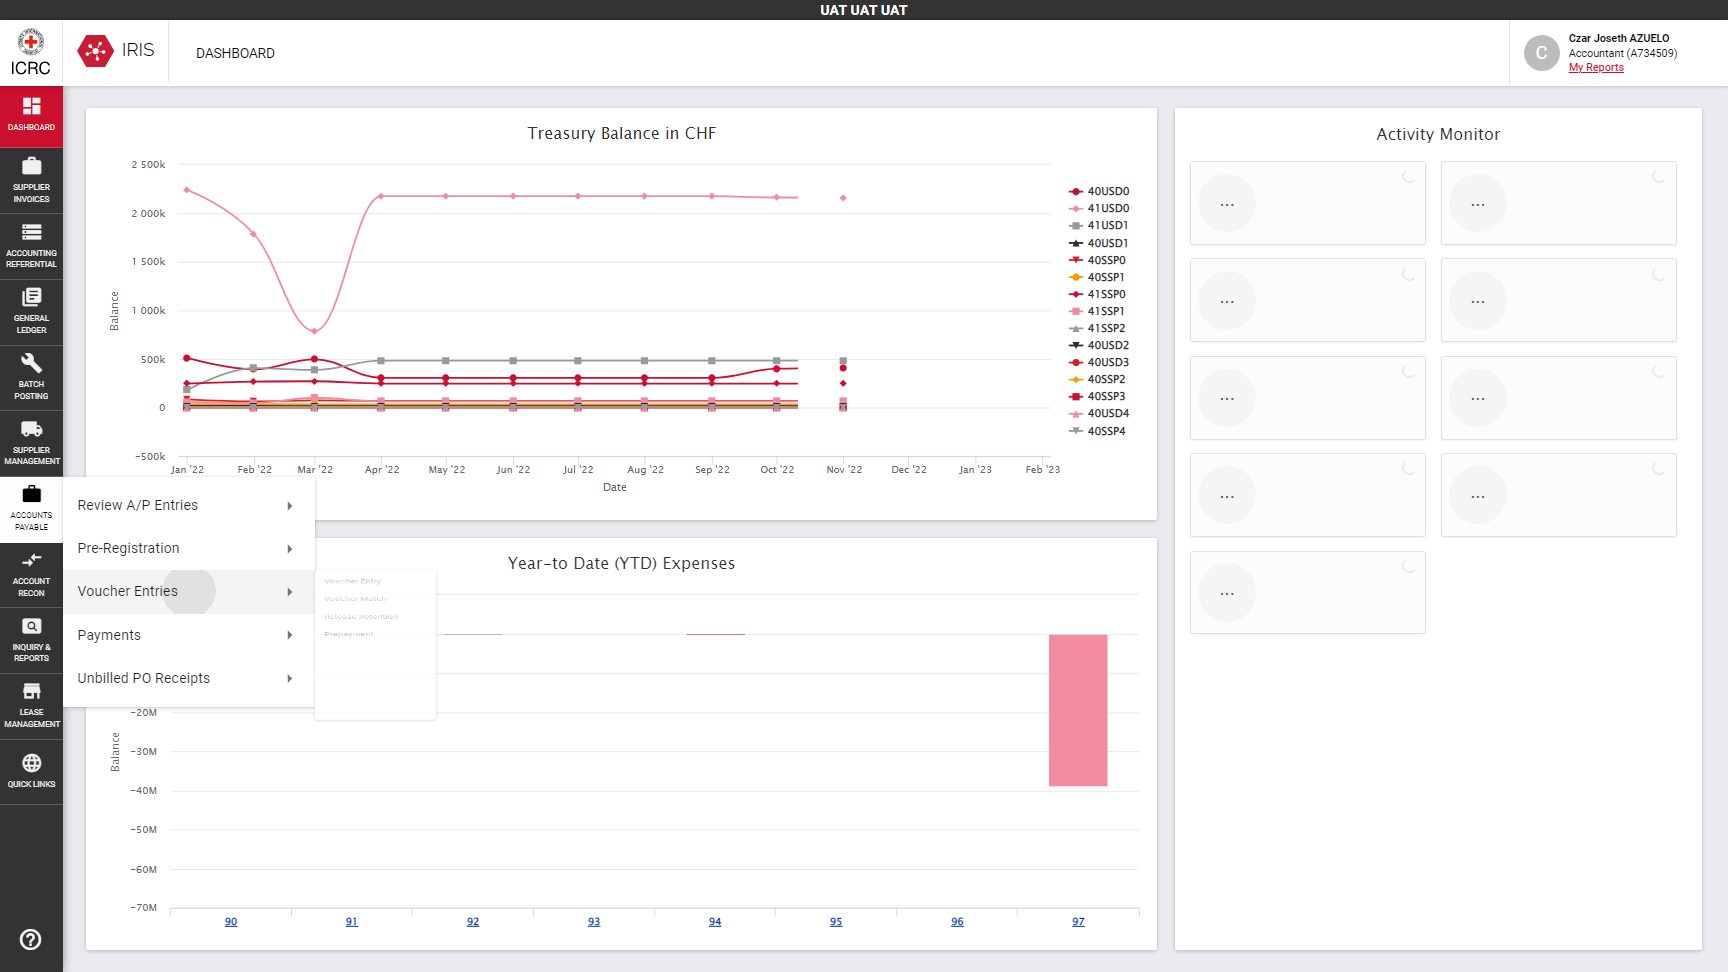 UAT UAT UAT
ICRC
IRIS
DASHBOARD
C
Czar Joseth AZUELO
Accountant (A734509)
My Reports
DASHBOARD
SUPPLIER
INVOICES
ACCOUNTING
REFERENTIAL
GENERAL
LEDGER
BATCH
POSTING
SUPPLIER
MANAGEMENT
ACCOUNTS
PAYABLE
ACCOUNT
RECON
INQUIRY &
REPORTS
LEASE
MANAGEMENT
QUICK LINKS
Treasury Balance in CHF
2 500k
2 000k
1 500k
1 000k
500k
0
−500k
Balance
Jan '22
Feb '22
Mar '22
Apr '22
May '22
Jun '22
Jul '22
Aug '22
Sep '22
Oct '22
Nov '22
Dec '22
Jan '23
Feb '23
Date
40USD0
41USD0
41USD1
40USD1
40SSP0
40SSP1
41SSP0
41SSP1
41SSP2
40USD2
40USD3
40SSP2
40SSP3
40USD4
40SSP4
Review A/P Entries
Pre-Registration
Voucher Entries
Payments
Unbilled PO Receipts
Voucher Entry
Voucher Match
Release Retention
Prepayment
Year-to Date (YTD) Expenses
−20M
−30M
−40M
−50M
−60M
−70M
Balance
90
91
92
93
94
95
96
97
Activity Monitor
...
...
...
...
...
...
...
...
...